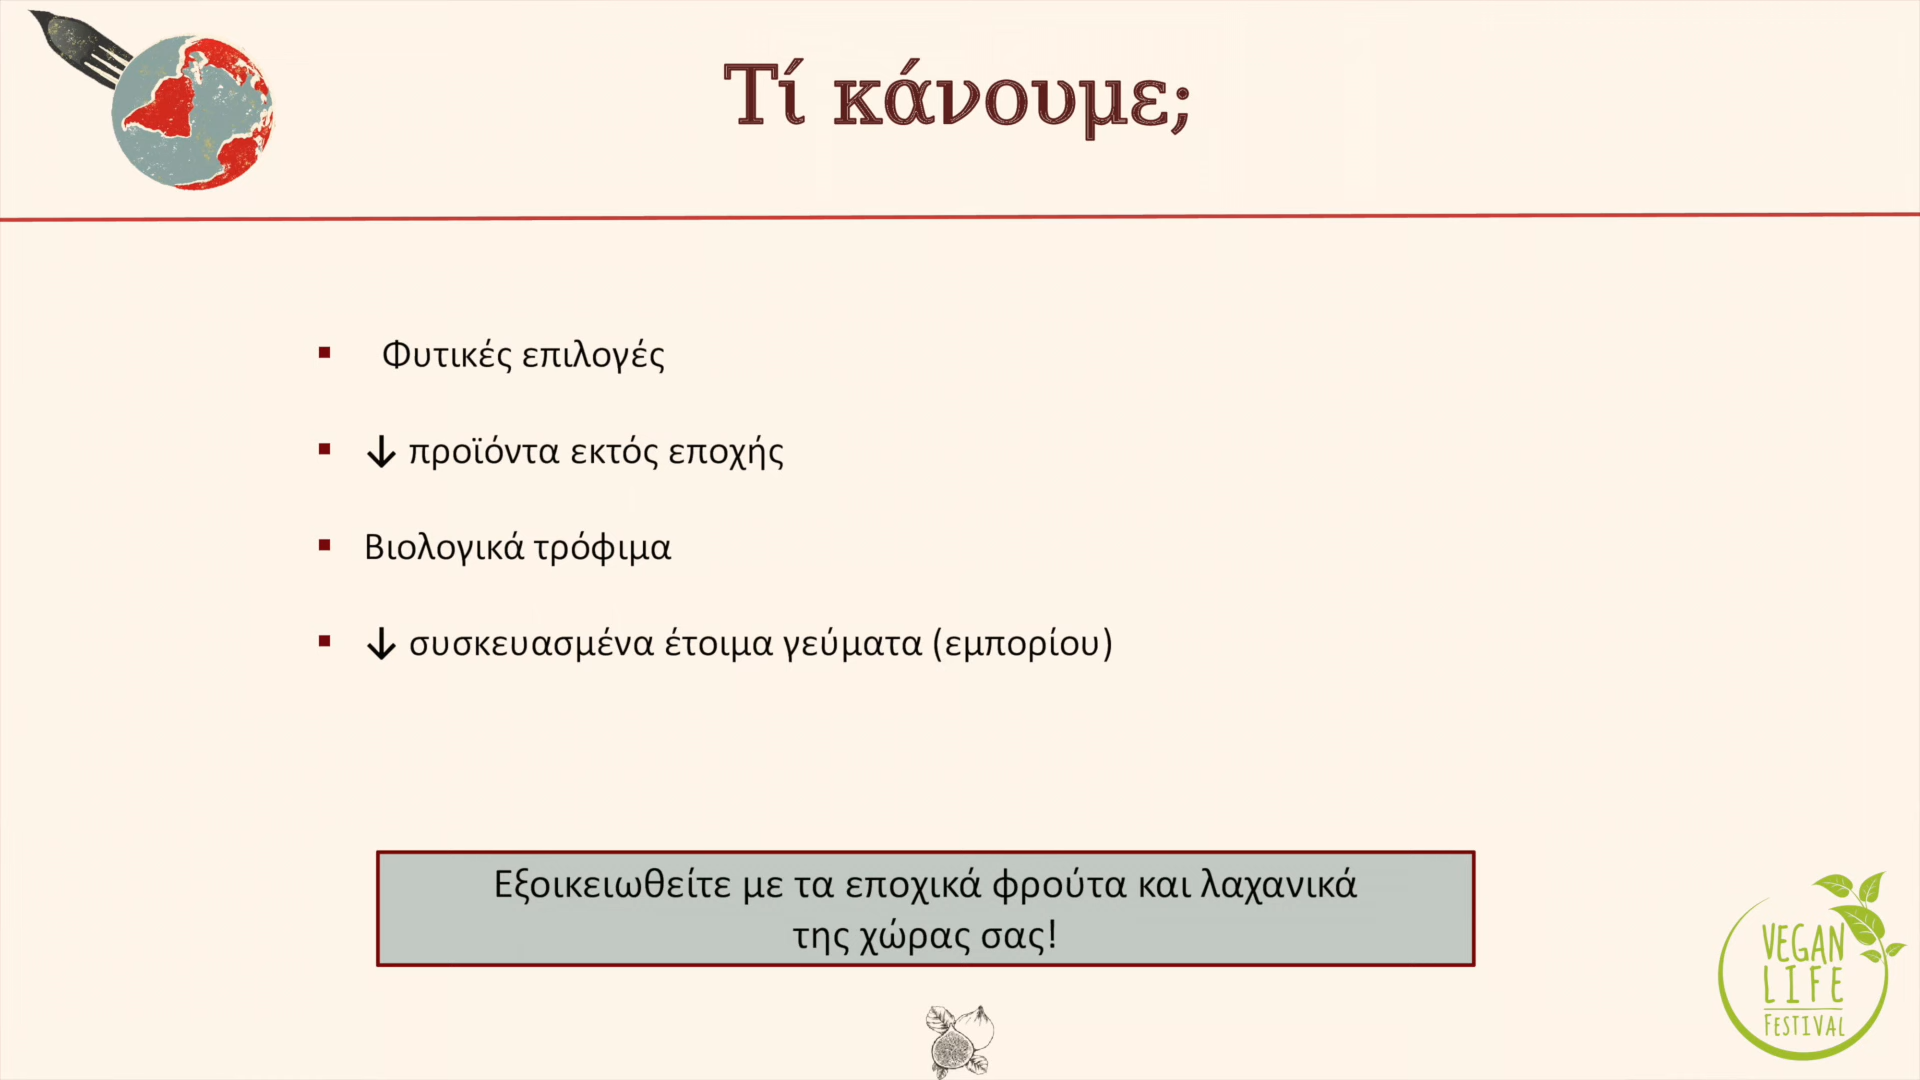 Τί κάνουμε;
▪ Φυτικές επιλογές
▪ ↓ προϊόντα εκτός εποχής
▪ Βιολογικά τρόφιμα
▪ ↓ συσκευασμένα έτοιμα γεύματα (εμπορίου)
Εξοικειωθείτε με τα εποχικά φρούτα και λαχανικά
της χώρας σας!
VEGAN
LIFE
FESTIVAL